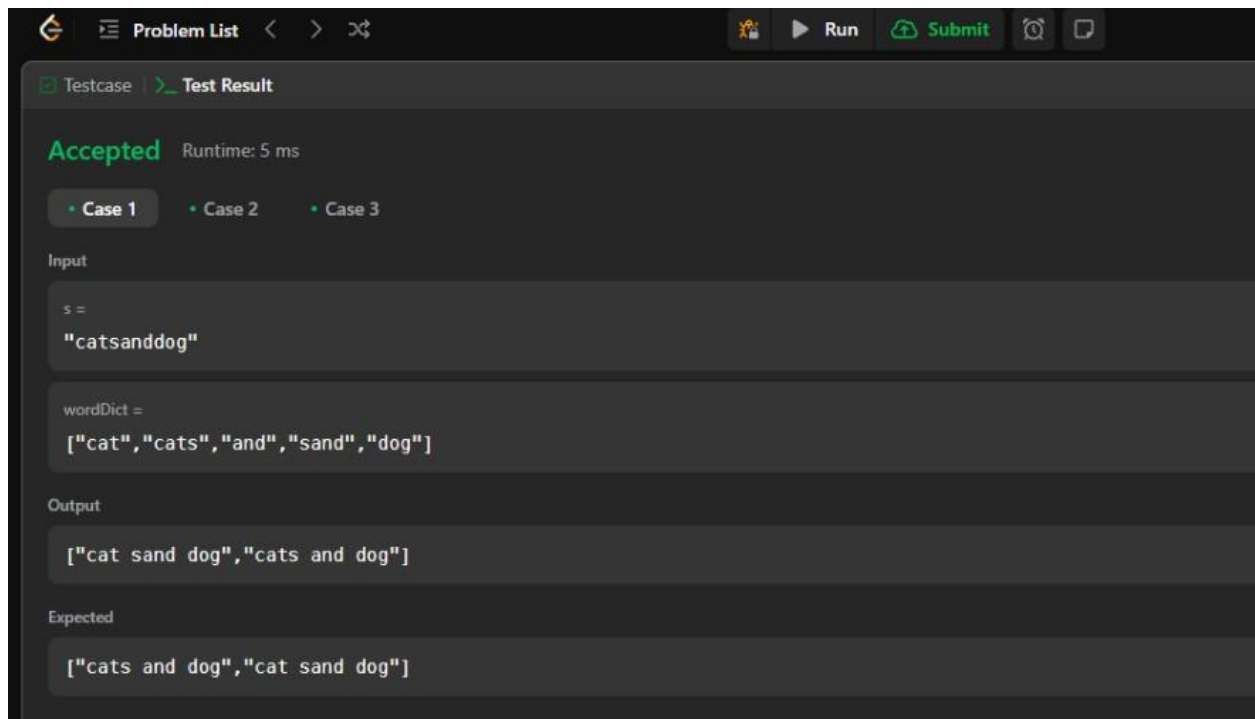 Problem List Run Submit
Testcase Test Result
Accepted Runtime: 5 ms
Case 1 Case 2 Case 3
Input
s =
"catsanddog"
wordDict =
["cat","cats","and","sand","dog"]
Output
["cat sand dog","cats and dog"]
Expected
["cats and dog","cat sand dog"]